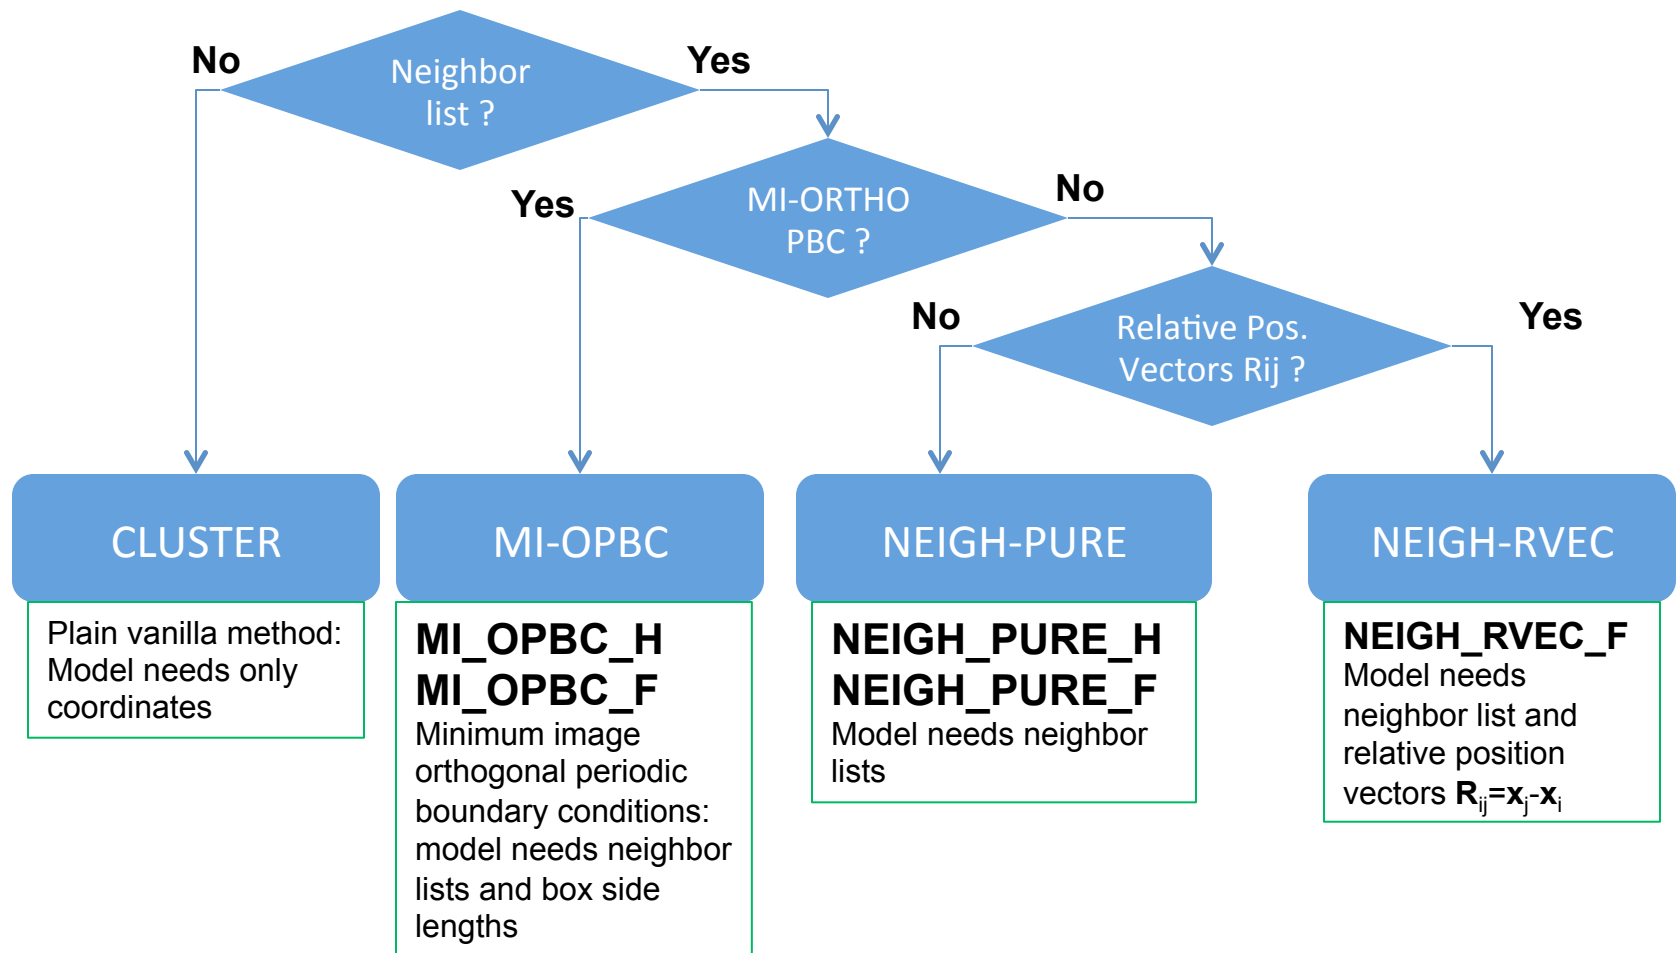 No
Yes
Neighbor
list ?
Yes
No
MI-ORTHO
PBC ?
No
Yes
Relative Pos.
Vectors Rij ?
CLUSTER
MI-OPBC
NEIGH-PURE
NEIGH-RVEC
Plain vanilla method:
Model needs only
coordinates
MI_OPBC_H
MI_OPBC_F
Minimum image
orthogonal periodic
boundary conditions:
model needs neighbor
lists and box side
lengths
NEIGH_PURE_H
NEIGH_PURE_F
Model needs neighbor
lists
NEIGH_RVEC_F
Model needs
neighbor list and
relative position
vectors Rij=xj-xi